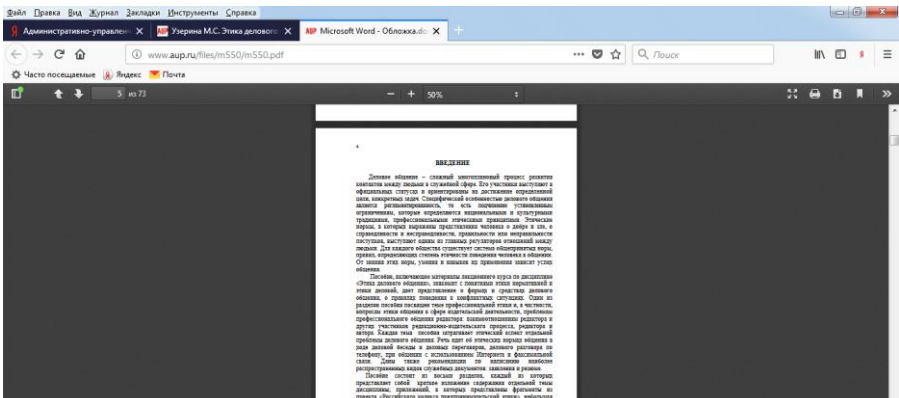 Файл Правка Вид Журнал Закладки Инструменты Справка
Административно-управлен
Узерина М.С. Этика делового
Microsoft Word - Обложка.do
www.aup.ru/files/m550/m550.pdf
Поиск
Часто посещаемые Яндекс Почта
5 из 73
50%
4
ВВЕДЕНИЕ
Деловое общение – сложный многоплановый процесс развития
контактов между людьми в служебной сфере. Его участники выступают в
официальных статусах и ориентированы на достижение определенной
цели, конкретных задач. Специфической особенностью делового общения
является регламентированность, то есть подчинение установленным
ограничениям, которые определяются национальными и культурными
традициями, профессиональными этическими принципами. Этические
нормы, в которых выражены представления человека о добре и зле, о
справедливости и несправедливости, правильности или неправильности
поступков, выступают одним из главных регуляторов отношений между
людьми. Для каждого общества существует система общепринятых норм,
правил, определяющих степень этичности поведения человека в общении.
От знания этих норм, умения и навыков их применения зависит успех
общения.
Пособие, включающее материалы лекционного курса по дисциплине
«Этика делового общения», знакомит с понятиями этики нормативной и
этики деловой, дает представление о формах и средствах делового
общения, о правилах поведения в конфликтных ситуациях. Один из
разделов пособия посвящен теме профессиональной этики и, в частности,
вопросам этики общения в сфере издательской деятельности, проблемам
профессионального общения редактора: взаимоотношениям редактора и
других участников редакционно-издательского процесса, редактора и
автора. Каждая тема пособия затрагивает этический аспект отдельной
проблемы делового общения. Речь идет об этических нормах общения в
ходе деловой беседы и деловых переговоров, делового разговора по
телефону, при общении с использованием Интернета и факсимильной
связи. Даны также рекомендации по написанию наиболее
распространенных видов служебных документов: заявления и резюме.
Пособие состоит из восьми разделов, каждый из которых
представляет собой краткое изложение содержания отдельной темы
дисциплины, приложений, в которых представлены фрагменты из
проекта «Российского кодекса предпринимательской этики», небольшая